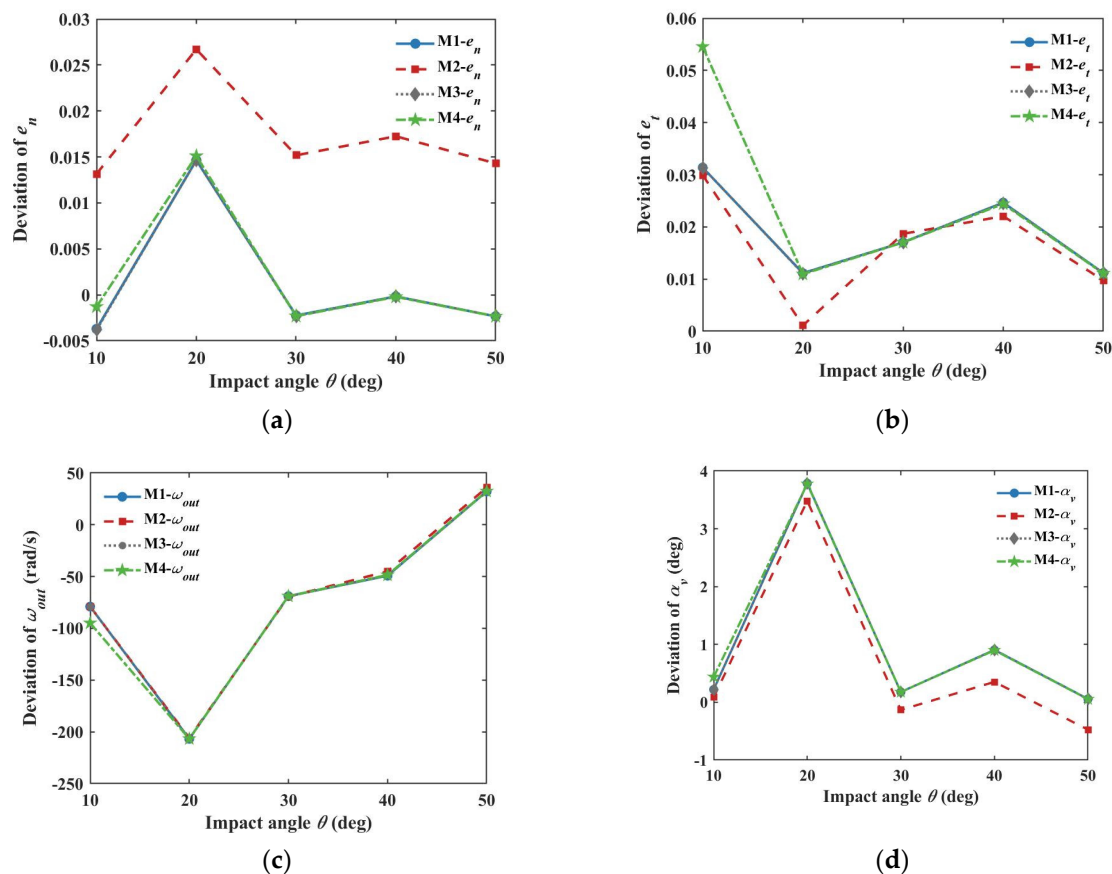 0.03
0.025
0.02
0.015
0.01
0.005
0
-0.005
10 20 30 40 50
Deviation of e_n
Impact angle θ (deg)
M1-e_n
M2-e_n
M3-e_n
M4-e_n
(a)
0.06
0.05
0.04
0.03
0.02
0.01
0
10 20 30 40 50
Deviation of e_t
Impact angle θ (deg)
M1-e_t
M2-e_t
M3-e_t
M4-e_t
(b)
50
0
-50
-100
-150
-200
-250
10 20 30 40 50
Deviation of ω_out (rad/s)
Impact angle θ (deg)
M1-ω_out
M2-ω_out
M3-ω_out
M4-ω_out
(c)
4
3
2
1
0
-1
10 20 30 40 50
Deviation of α_v (deg)
Impact angle θ (deg)
M1-α_v
M2-α_v
M3-α_v
M4-α_v
(d)